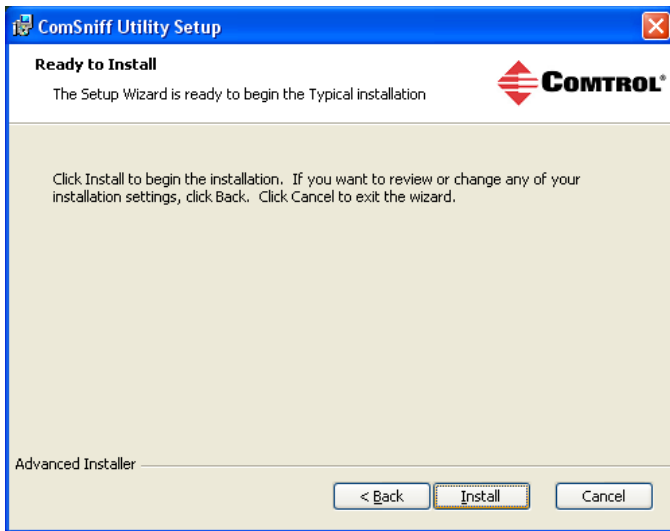 ComSniff Utility Setup
Ready to Install
The Setup Wizard is ready to begin the Typical installation
COMTROL®
Click Install to begin the installation. If you want to review or change any of your
installation settings, click Back. Click Cancel to exit the wizard.
Advanced Installer
< Back
Install
Cancel